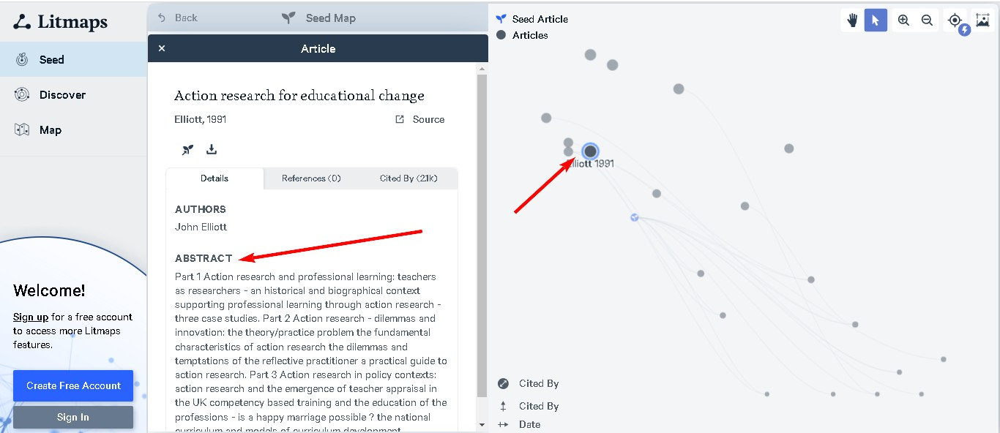 Litmaps
Seed
Discover
Map
Welcome!
Sign up for a free account
to access more Litmaps
features.
Create Free Account
Sign In
Back
Seed Map
× Article
Action research for educational change
Elliott, 1991
Source
Details
References (0)
Cited By (2.1k)
AUTHORS
John Elliott
ABSTRACT
Part 1 Action research and professional learning: teachers
as researchers - an historical and biographical context
supporting professional learning through action research -
three case studies. Part 2 Action research - dilemmas and
innovation: the theory/practice problem the fundamental
characteristics of action research the dilemmas and
temptations of the reflective practitioner a practical guide to
action research. Part 3 Action research in policy contexts:
action research and the emergence of teacher appraisal in
the UK competency based training and the education of the
professions - is a happy marriage possible ? the national
curriculum and models of curriculum development
Seed Article
Articles
Elliott 1991
Cited By
Cited By
Date